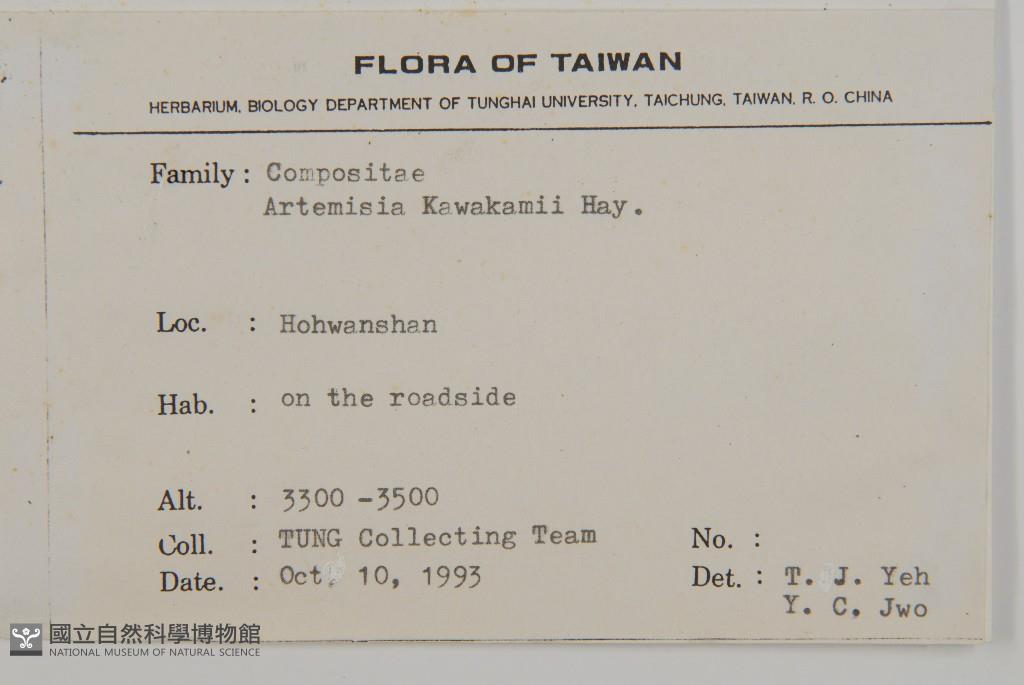 FLORA OF TAIWAN
HERBARIUM, BIOLOGY DEPARTMENT OF TUNGHAI UNIVERSITY, TAICHUNG, TAIWAN, R. O. CHINA
Family : Compositae
Artemisia Kawakamii Hay.
Loc. : Hohwanshan
Hab. : on the roadside
Alt. : 3300 -3500
Coll. : TUNG Collecting Team No. :
Date. : Oct. 10, 1993 Det. : T. J. Yeh
Y. C. Jwo
國立自然科學博物館
NATIONAL MUSEUM OF NATURAL SCIENCE